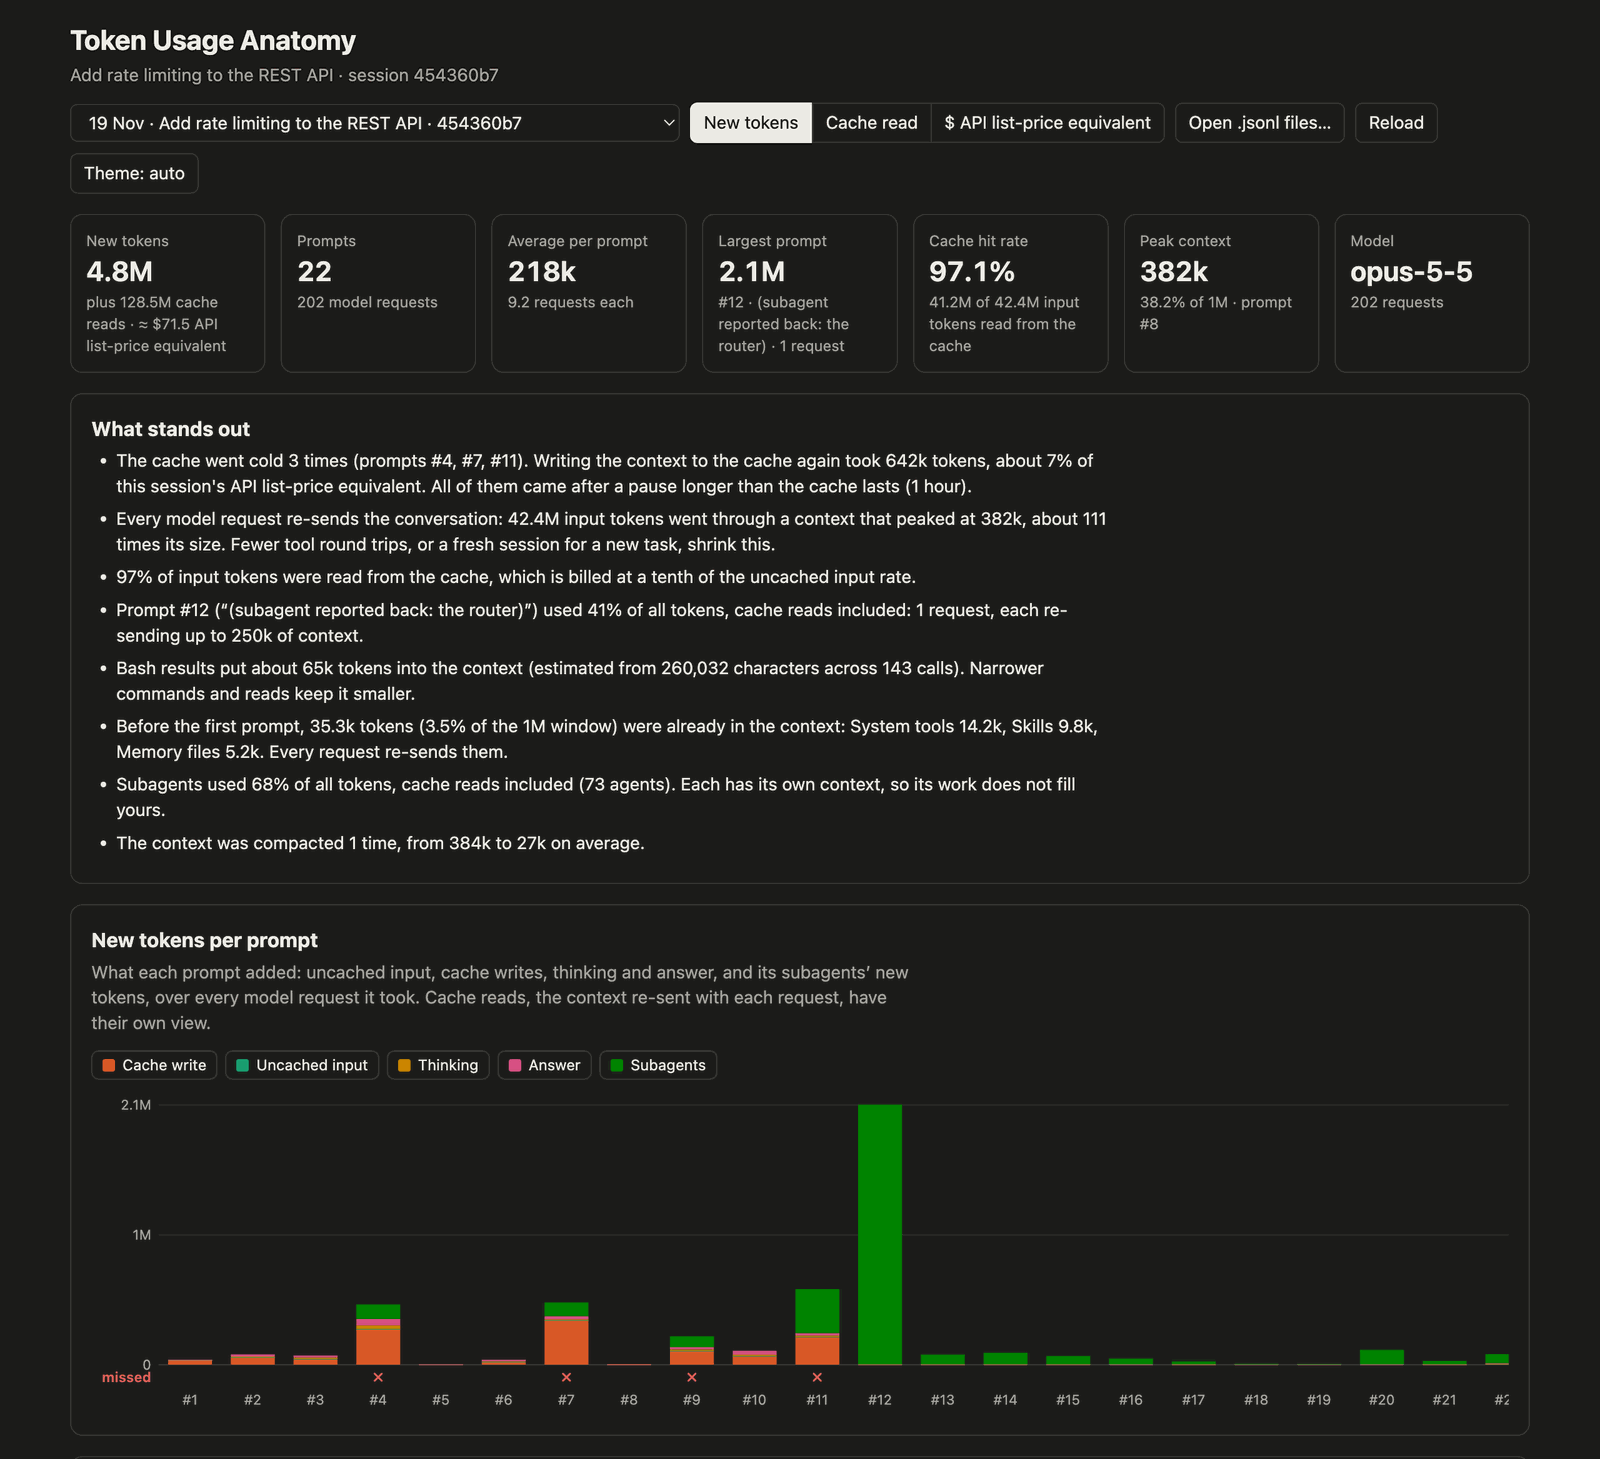 Token Usage Anatomy
Add rate limiting to the REST API · session 454360b7
19 Nov · Add rate limiting to the REST API · 454360b7
New tokens
Cache read
$ API list-price equivalent
Open .jsonl files...
Reload
Theme: auto
New tokens
4.8M
plus 128.5M cache
reads · ≈ $71.5 API
list-price equivalent
Prompts
22
202 model requests
Average per prompt
218k
9.2 requests each
Largest prompt
2.1M
#12 · (subagent
reported back: the
router) · 1 request
Cache hit rate
97.1%
41.2M of 42.4M input
tokens read from the
cache
Peak context
382k
38.2% of 1M · prompt
#8
Model
opus-5-5
202 requests
What stands out
• The cache went cold 3 times (prompts #4, #7, #11). Writing the context to the cache again took 642k tokens, about 7% of
this session's API list-price equivalent. All of them came after a pause longer than the cache lasts (1 hour).
• Every model request re-sends the conversation: 42.4M input tokens went through a context that peaked at 382k, about 111
times its size. Fewer tool round trips, or a fresh session for a new task, shrink this.
• 97% of input tokens were read from the cache, which is billed at a tenth of the uncached input rate.
• Prompt #12 (“(subagent reported back: the router)”) used 41% of all tokens, cache reads included: 1 request, each re-
sending up to 250k of context.
• Bash results put about 65k tokens into the context (estimated from 260,032 characters across 143 calls). Narrower
commands and reads keep it smaller.
• Before the first prompt, 35.3k tokens (3.5% of the 1M window) were already in the context: System tools 14.2k, Skills 9.8k,
Memory files 5.2k. Every request re-sends them.
• Subagents used 68% of all tokens, cache reads included (73 agents). Each has its own context, so its work does not fill
yours.
• The context was compacted 1 time, from 384k to 27k on average.
New tokens per prompt
What each prompt added: uncached input, cache writes, thinking and answer, and its subagents’ new
tokens, over every model request it took. Cache reads, the context re-sent with each request, have
their own view.
Cache write
Uncached input
Thinking
Answer
Subagents
2.1M
1M
0
missed × × × ×
#1 #2 #3 #4 #5 #6 #7 #8 #9 #10 #11 #12 #13 #14 #15 #16 #17 #18 #19 #20 #21